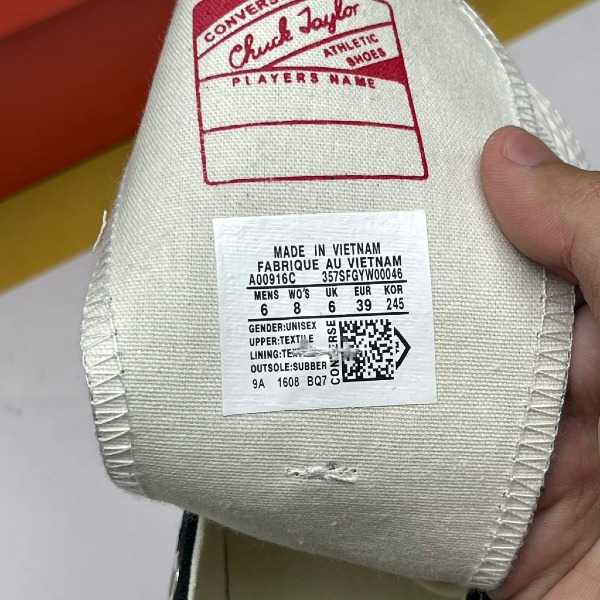 CONVERSE
Chuck Taylor
ATHLETIC
SHOES
PLAYERS NAME
MADE IN VIETNAM
FABRIQUE AU VIETNAM
A00916C 357SFGYW00046
MENS WO'S UK EUR KOR
6 8 6 39 245
GENDER:UNISEX
UPPER:TEXTILE
LINING:
OUTSOLE:SUBBER
9A 1608 BQ7
CONVERSE